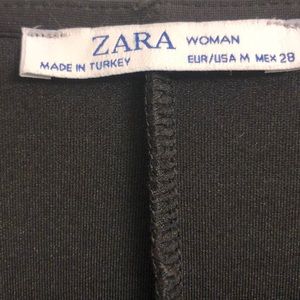 ZARA WOMAN
MADE IN TURKEY EUR/USA M MEX 28